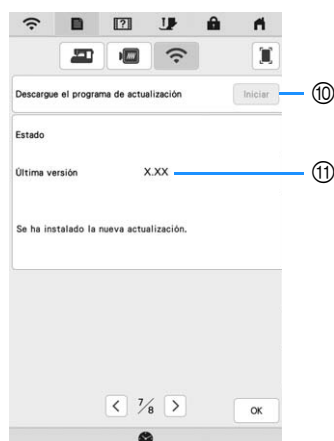 Descargue el programa de actualización Iniciar ⑩
Estado
Última versión X.XX ⑪
Se ha instalado la nueva actualización.
< 7/8 > OK